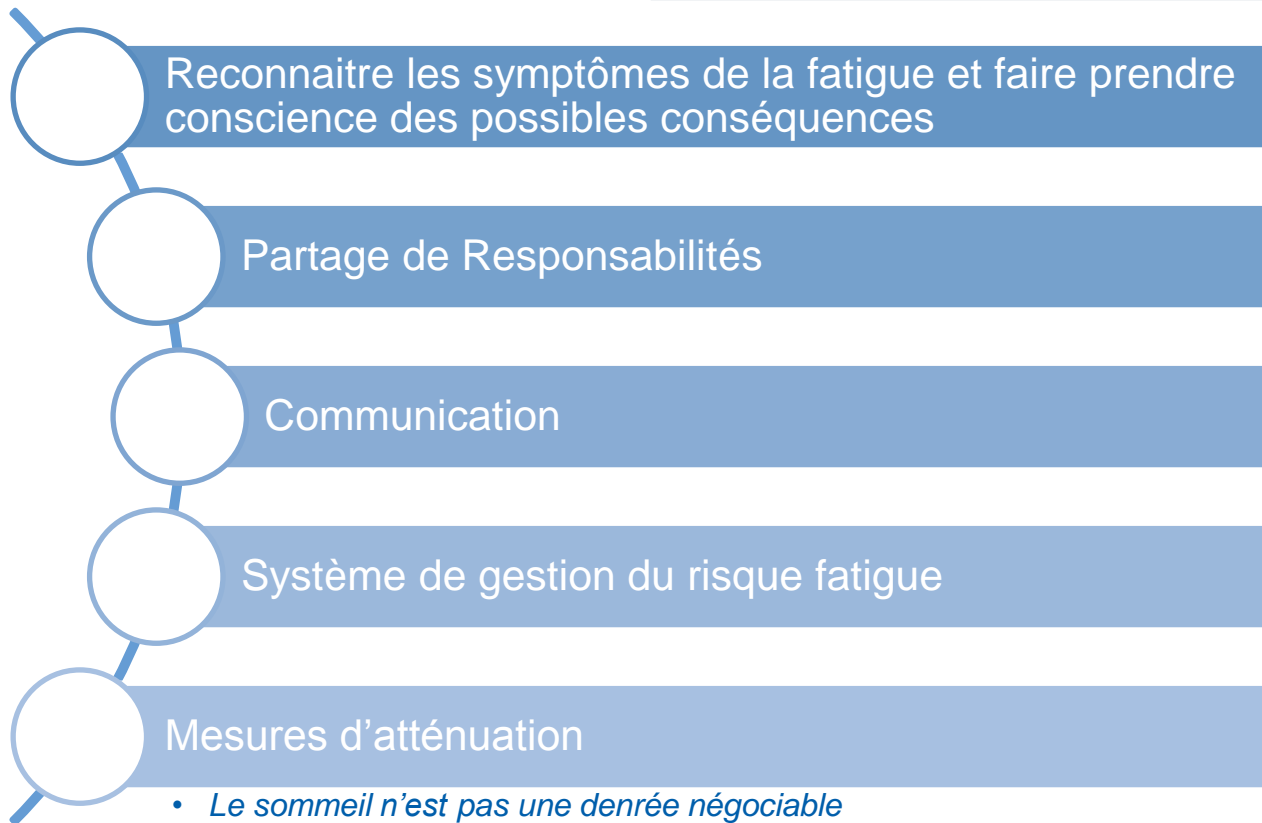 Reconnaitre les symptômes de la fatigue et faire prendre
conscience des possibles conséquences
Partage de Responsabilités
Communication
Système de gestion du risque fatigue
Mesures d’atténuation
• Le sommeil n’est pas une denrée négociable